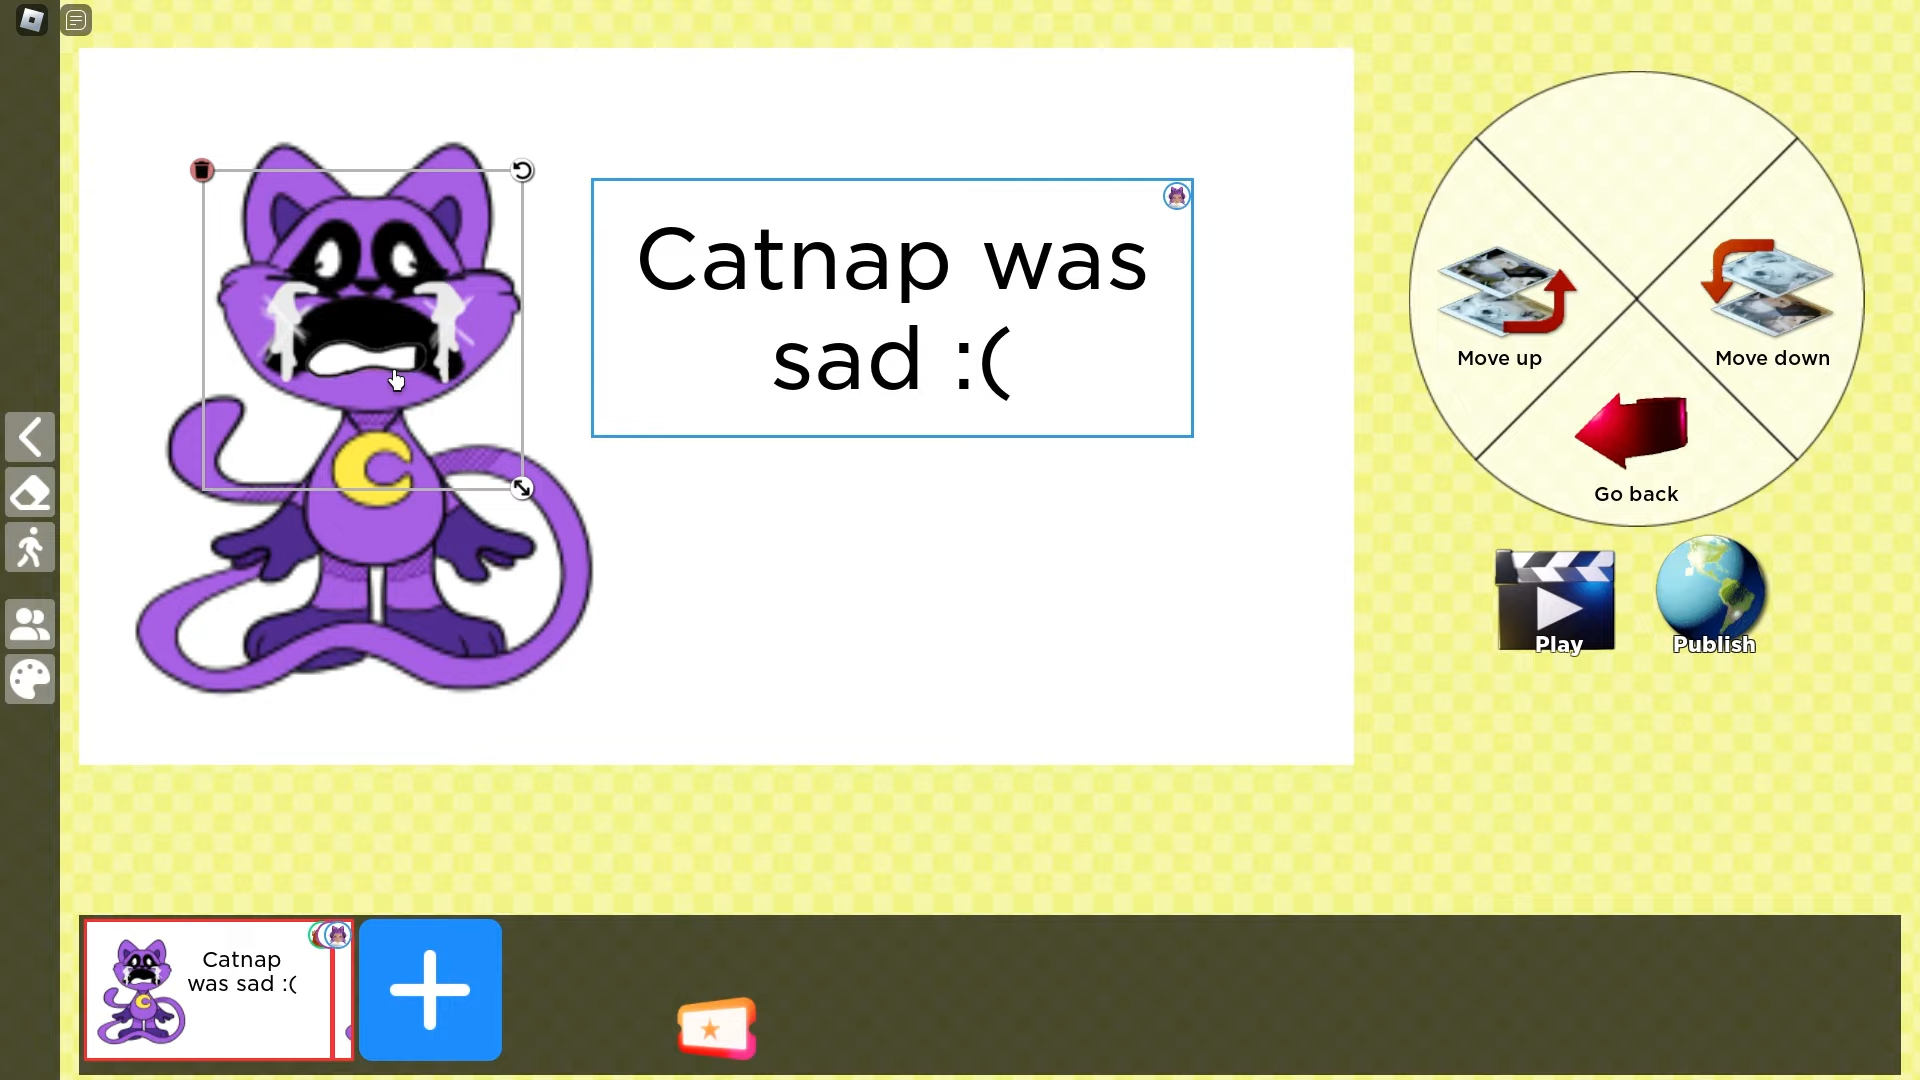 Catnap was
sad :(
Move up
Move down
Go back
Play
Publish
Catnap
was sad :(